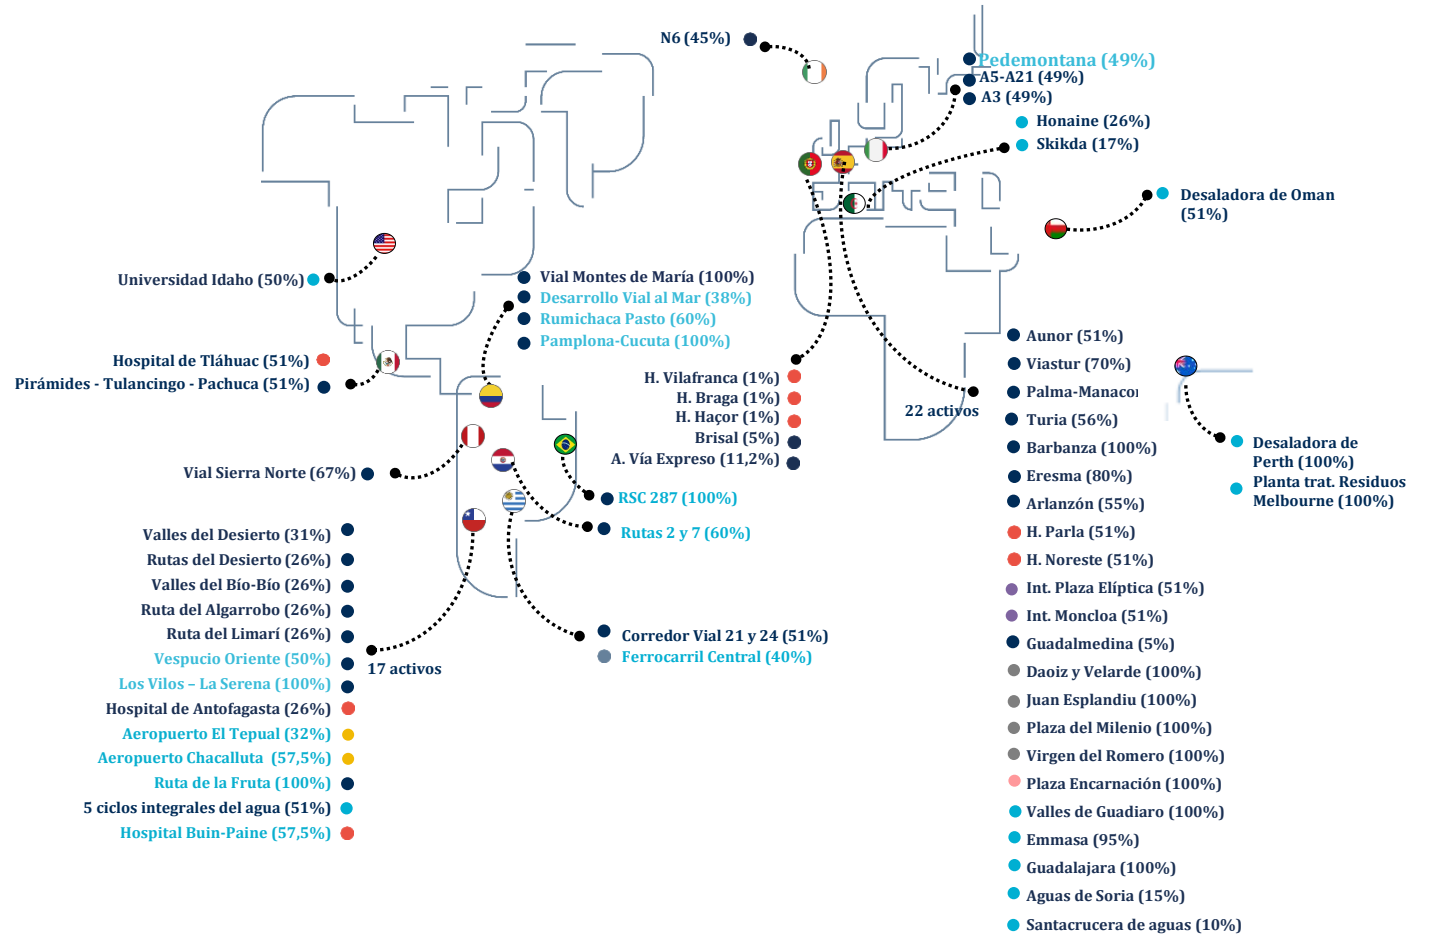 N6 (45%)
Pedemontana (49%)
A5-A21 (49%)
A3 (49%)
Honaine (26%)
Skikda (17%)
Desaladora de Oman
(51%)
Universidad Idaho (50%)
Vial Montes de María (100%)
Desarrollo Vial al Mar (38%)
Rumichaca Pasto (60%)
Pamplona-Cucuta (100%)
Hospital de Tláhuac (51%)
Pirámides - Tulancingo - Pachuca (51%)
H. Vilafranca (1%)
H. Braga (1%)
H. Haçor (1%)
Brisal (5%)
A. Vía Expreso (11,2%)
22 activos
Vial Sierra Norte (67%)
RSC 287 (100%)
Rutas 2 y 7 (60%)
Desaladora de
Perth (100%)
Planta trat. Residuos
Melbourne (100%)
Valles del Desierto (31%)
Rutas del Desierto (26%)
Valles del Bío-Bío (26%)
Ruta del Algarrobo (26%)
Ruta del Limarí (26%)
Vespucio Oriente (50%)
Los Vilos – La Serena (100%)
Hospital de Antofagasta (26%)
Aeropuerto El Tepual (32%)
Aeropuerto Chacalluta (57,5%)
Ruta de la Fruta (100%)
5 ciclos integrales del agua (51%)
Hospital Buin-Paine (57,5%)
17 activos
Corredor Vial 21 y 24 (51%)
Ferrocarril Central (40%)
Aunor (51%)
Viastur (70%)
Palma-Manacor
Turia (56%)
Barbanza (100%)
Eresma (80%)
Arlanzón (55%)
H. Parla (51%)
H. Noreste (51%)
Int. Plaza Elíptica (51%)
Int. Moncloa (51%)
Guadalmedina (5%)
Daoiz y Velarde (100%)
Juan Esplandiu (100%)
Plaza del Milenio (100%)
Virgen del Romero (100%)
Plaza Encarnación (100%)
Valles de Guadiaro (100%)
Emmasa (95%)
Guadalajara (100%)
Aguas de Soria (15%)
Santacrucera de aguas (10%)